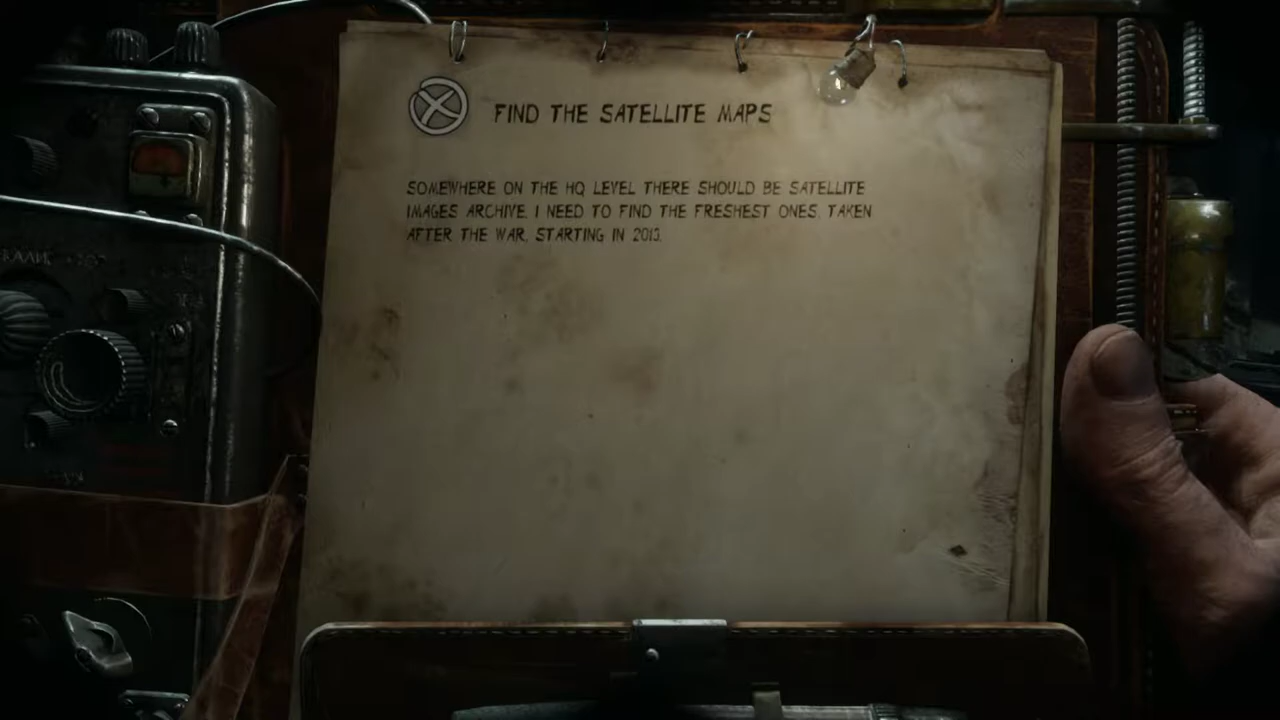 FIND THE SATELLITE MAPS
SOMEWHERE ON THE HQ LEVEL THERE SHOULD BE SATELLITE
IMAGES ARCHIVE. I NEED TO FIND THE FRESHEST ONES, TAKEN
AFTER THE WAR, STARTING IN 2013.